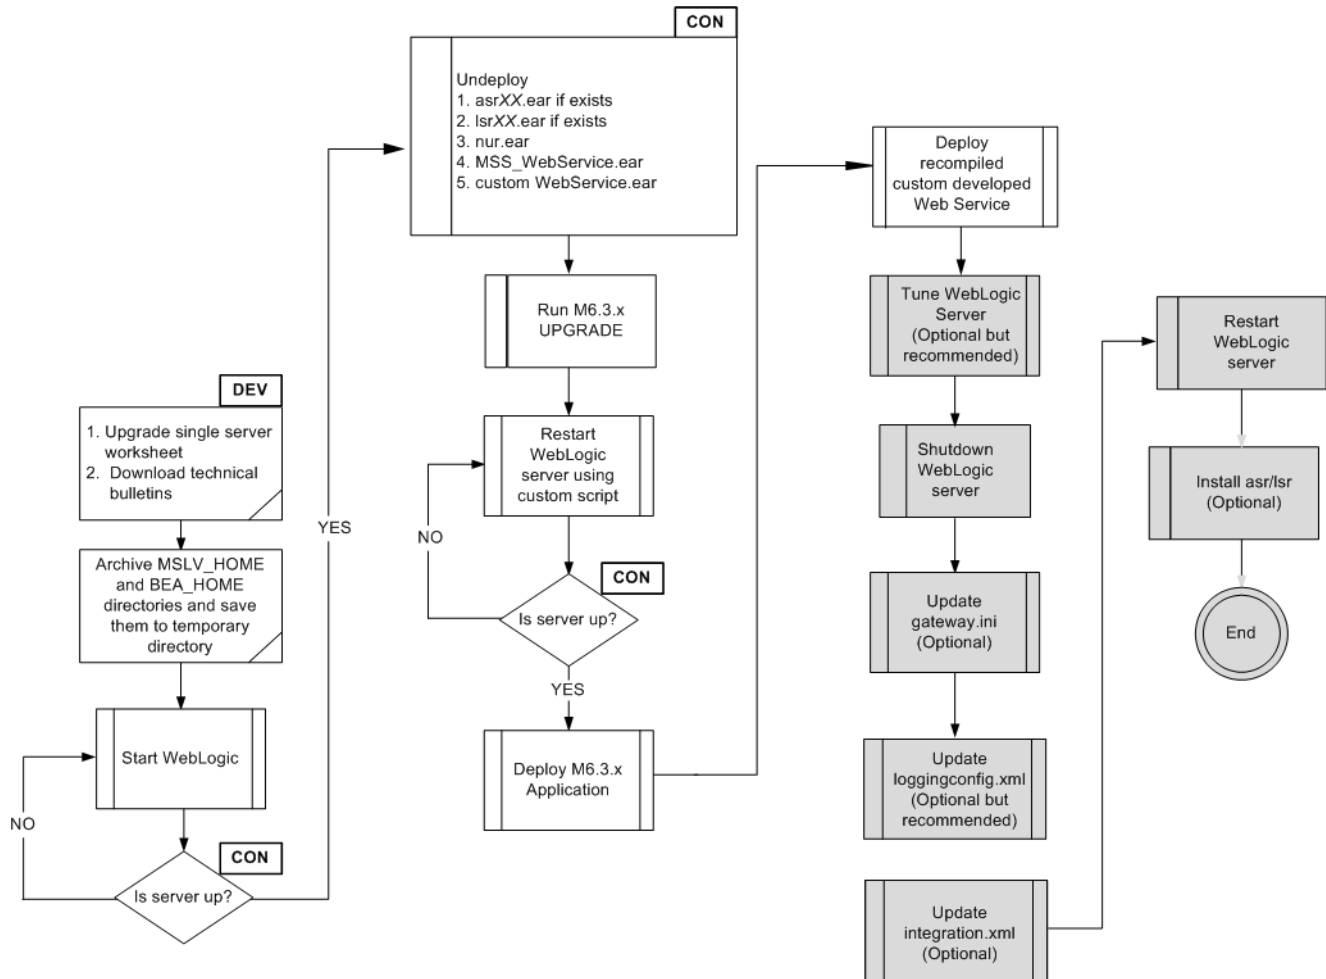 DEV
1. Upgrade single server
worksheet
2. Download technical
bulletins
Archive MSLV_HOME
and BEA_HOME
directories and save
them to temporary
directory
Start WebLogic
NO
CON
Is server up?
YES
CON
Undeploy
1. asrXX.ear if exists
2. lsrXX.ear if exists
3. nur.ear
4. MSS_WebService.ear
5. custom WebService.ear
Run M6.3.x
UPGRADE
Restart
WebLogic
server using
custom script
NO
CON
Is server up?
YES
Deploy M6.3.x
Application
Deploy
recompiled
custom developed
Web Service
Tune WebLogic
Server
(Optional but
recommended)
Shutdown
WebLogic
server
Update
gateway.ini
(Optional)
Update
loggingconfig.xml
(Optional but
recommended)
Update
integration.xml
(Optional)
Restart
WebLogic
server
Install asr/lsr
(Optional)
End